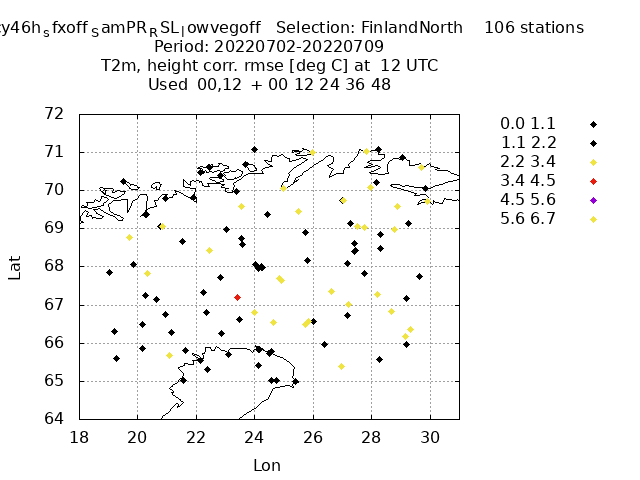 cy46h_sfxoff_SamPR_RSL_lowvegoff Selection: FinlandNorth 106 stations
Period: 20220702-20220709
T2m, height corr. rmse [deg C] at 12 UTC
Used 00,12 + 00 12 24 36 48
0.0 1.1
1.1 2.2
2.2 3.4
3.4 4.5
4.5 5.6
5.6 6.7
72
71
70
69
68
67
66
65
64
Lat
18 20 22 24 26 28 30
Lon